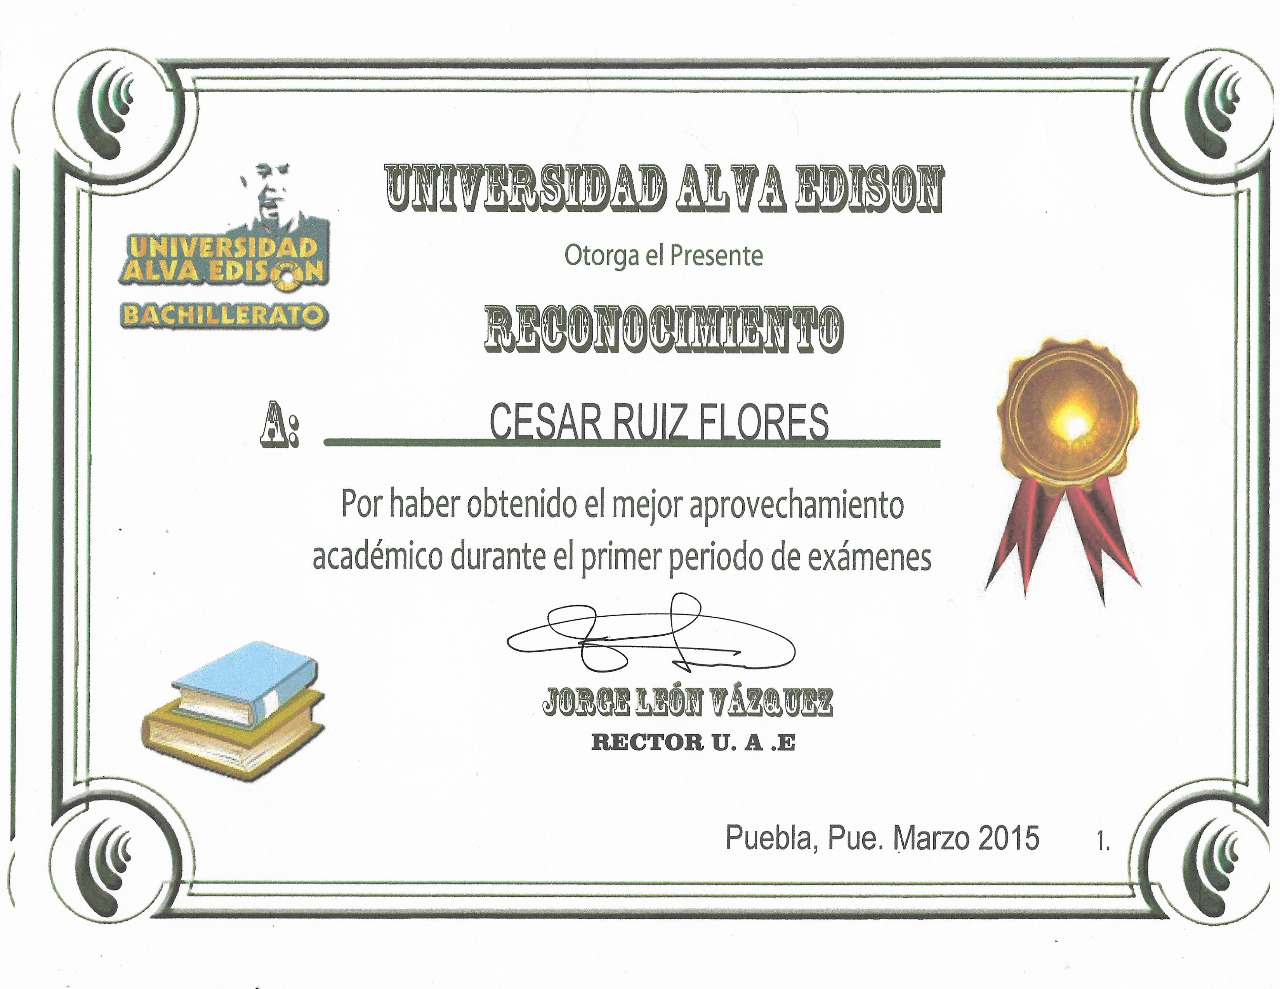 UNIVERSIDAD
ALVA EDISON
BACHILLERATO
UNIVERSIDAD ALVA EDISON
Otorga el Presente
RECONOCIMIENTO
A: CESAR RUIZ FLORES
Por haber obtenido el mejor aprovechamiento
académico durante el primer periodo de exámenes
JORGE LEÓN VÁZQUEZ
RECTOR U. A .E
Puebla, Pue. Marzo 2015 1.